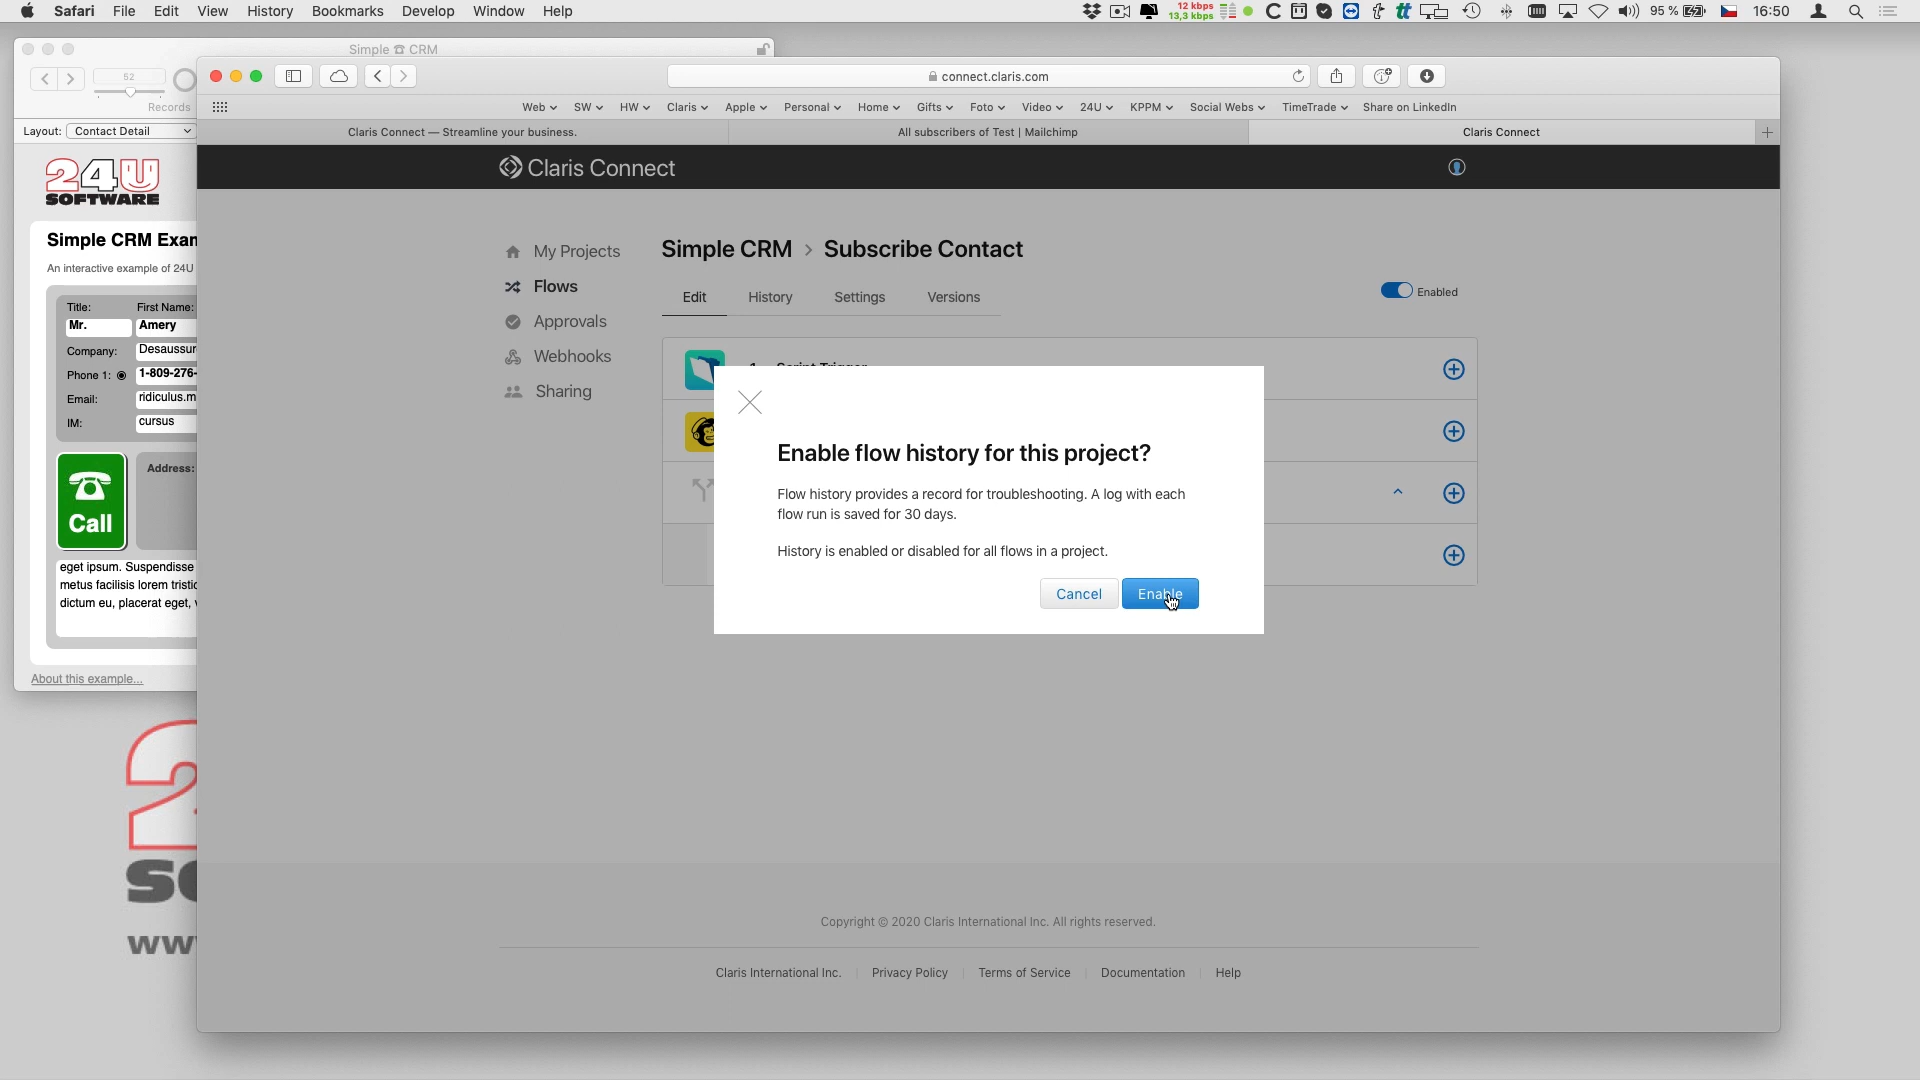 Safari File Edit View History Bookmarks Develop Window Help
12 kbps
13,3 kbps
95 % 16:50
Simple ☎ CRM
52
Records
connect.claris.com
Web SW HW Claris Apple Personal Home Gifts Foto Video 24U KPPM Social Webs TimeTrade Share on LinkedIn
Layout: Contact Detail
Claris Connect — Streamline your business.
All subscribers of Test | Mailchimp
Claris Connect
24U
SOFTWARE
Claris Connect
Simple CRM Exan
An interactive example of 24U
Title: First Name:
Mr. Amery
Company: Desaussur
Phone 1: 1-809-276-
Email: ridiculus.m
IM: cursus
Call
Address:
eget ipsum. Suspendisse
metus facilisis lorem tristic
dictum eu, placerat eget,
About this example...
My Projects
Flows
Approvals
Webhooks
Sharing
Simple CRM > Subscribe Contact
Edit History Settings Versions
Enabled
Enable flow history for this project?
Flow history provides a record for troubleshooting. A log with each
flow run is saved for 30 days.
History is enabled or disabled for all flows in a project.
Cancel Enable
Copyright © 2020 Claris International Inc. All rights reserved.
Claris International Inc. Privacy Policy Terms of Service Documentation Help